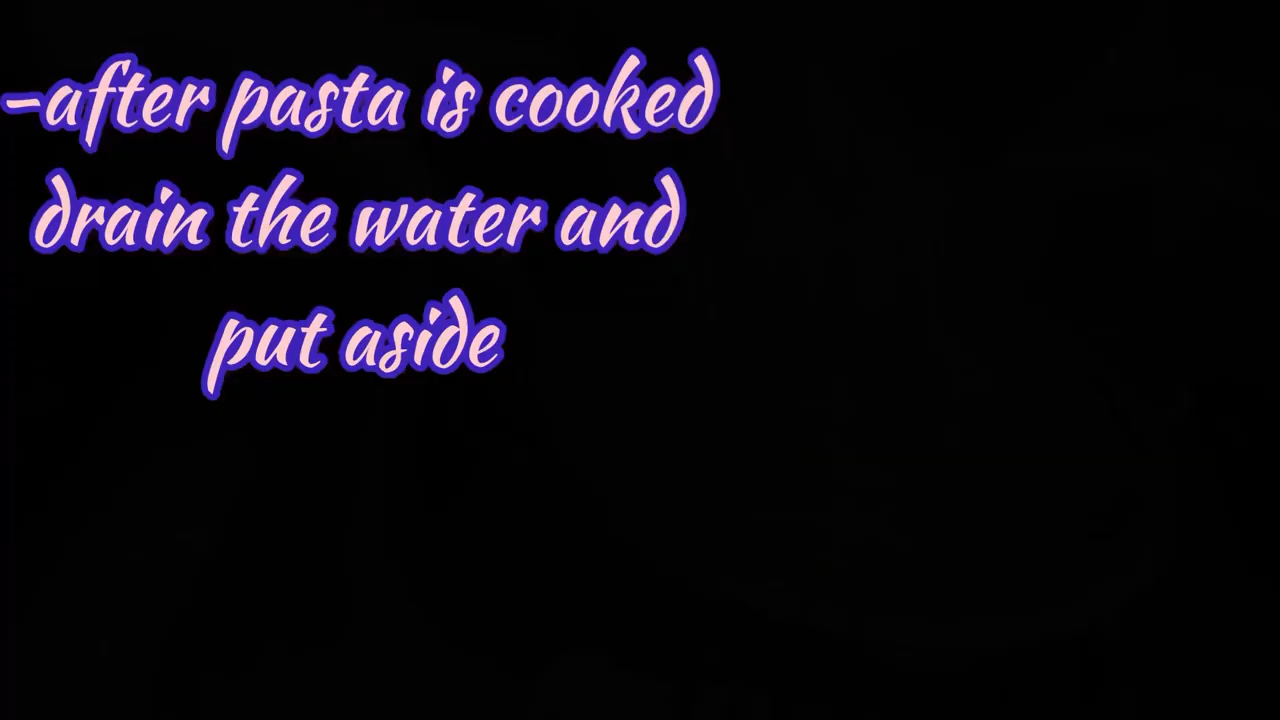 -after pasta is cooked
drain the water and
put aside